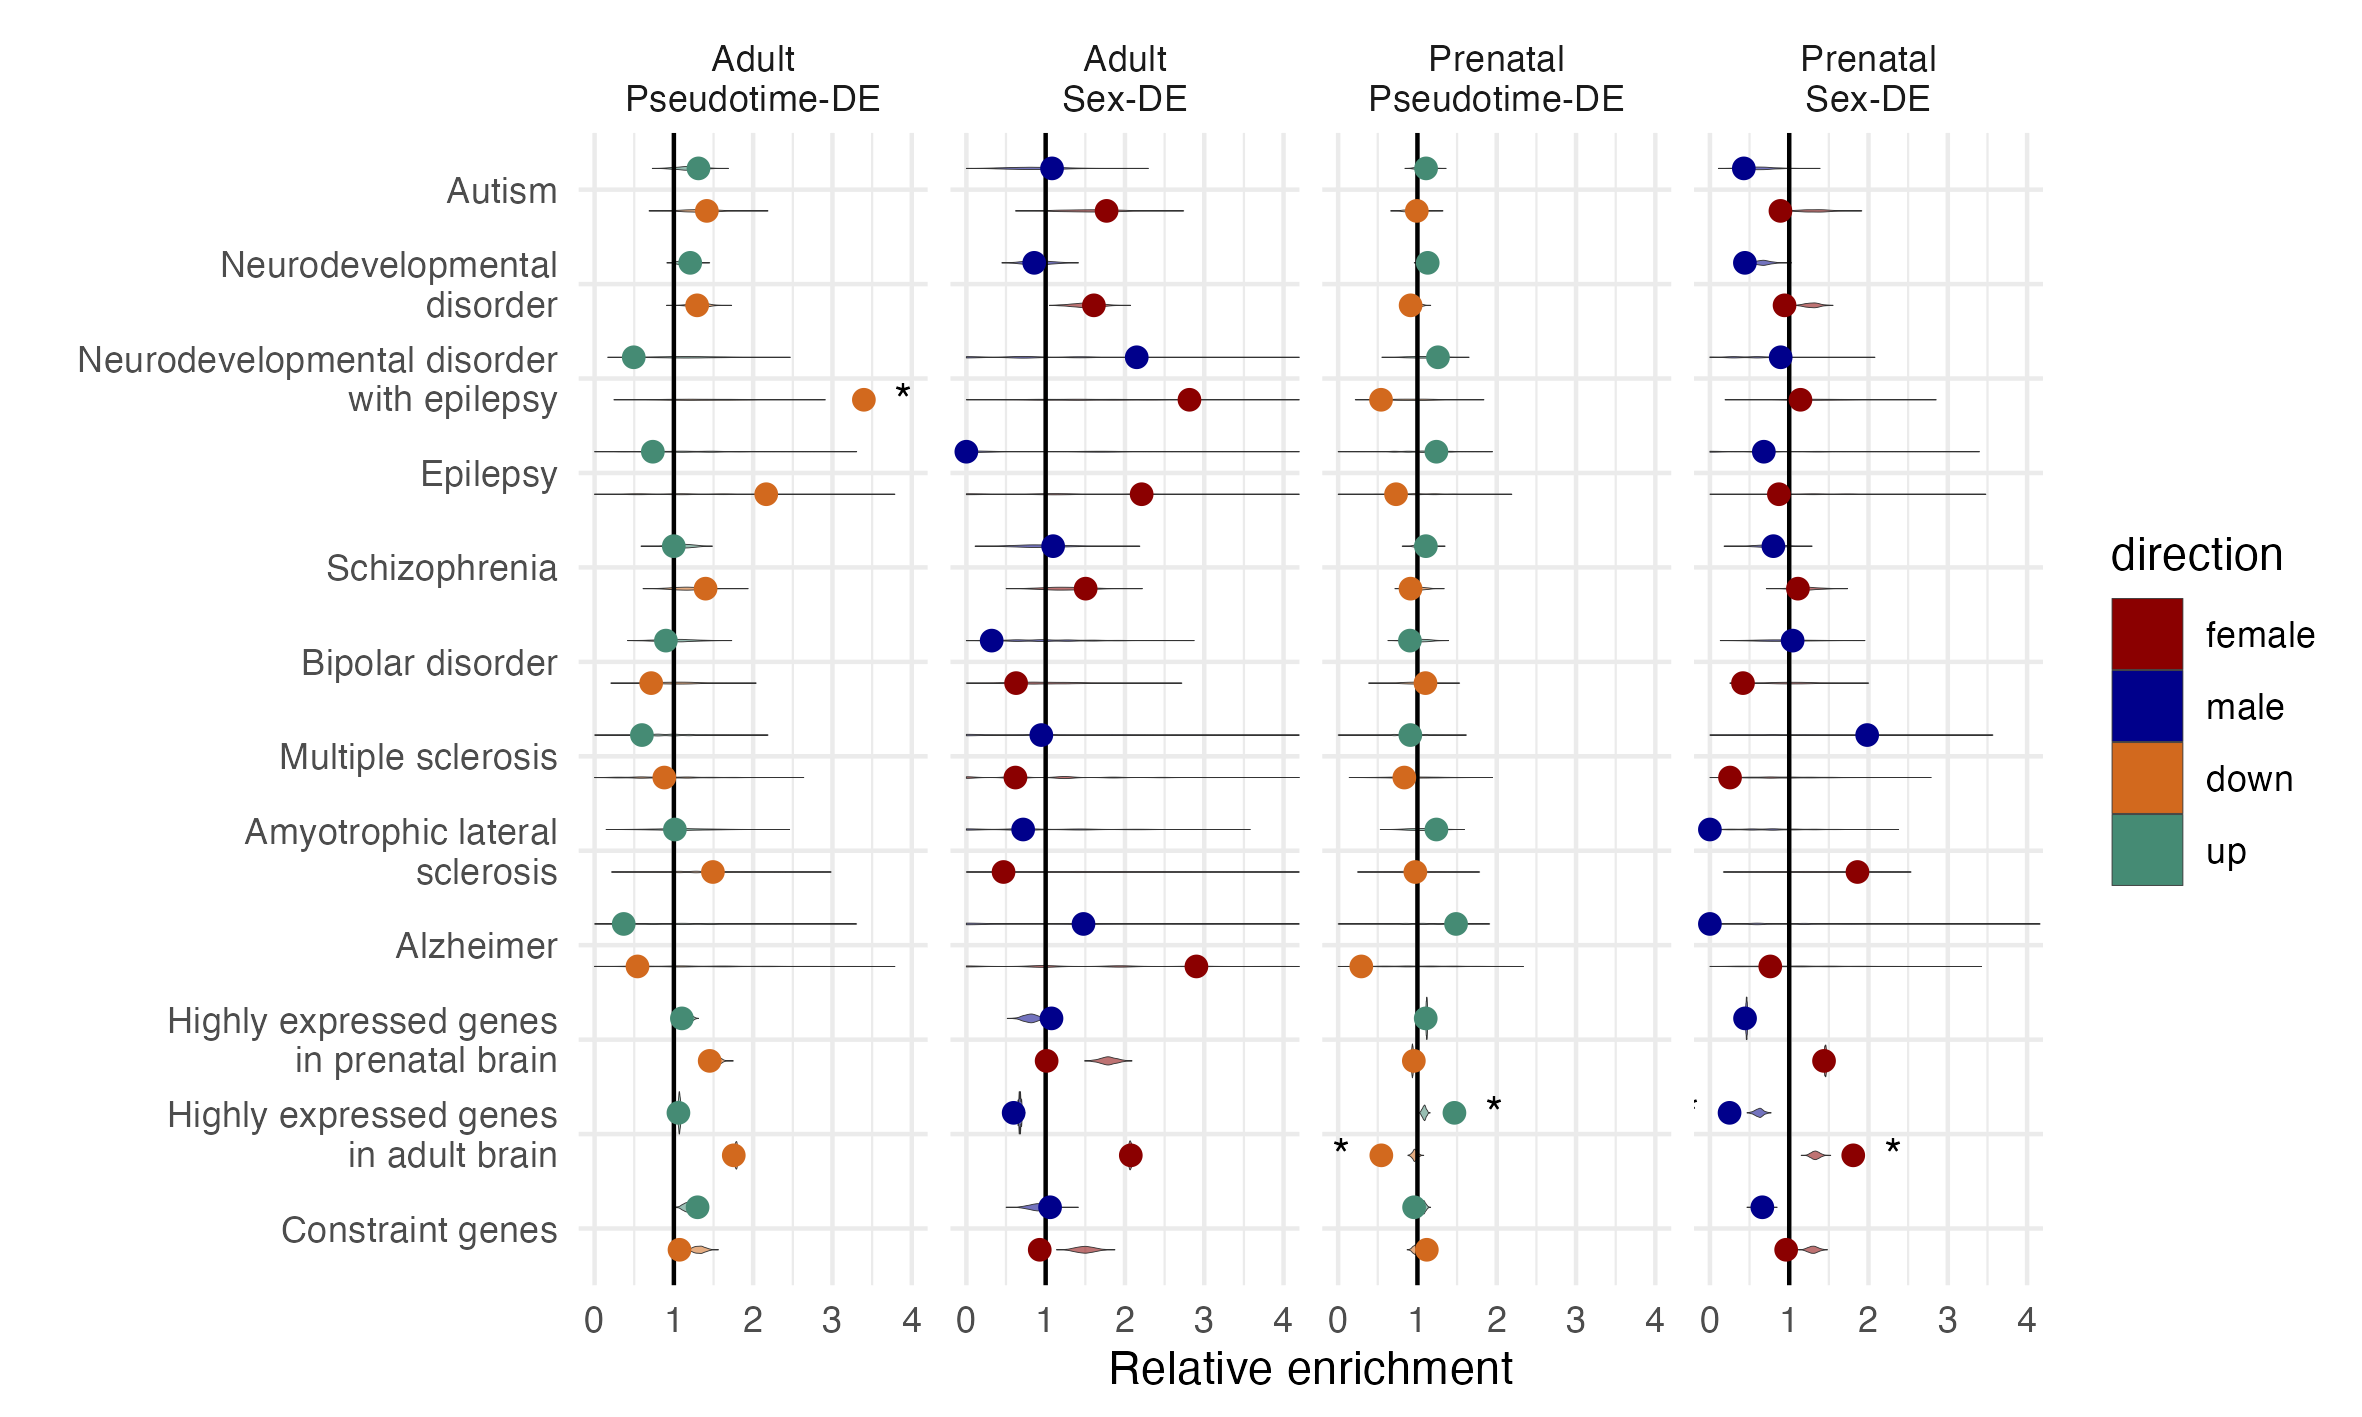 Adult
Pseudotime-DE
Adult
Sex-DE
Prenatal
Pseudotime-DE
Prenatal
Sex-DE
Autism
Neurodevelopmental
disorder
Neurodevelopmental disorder
with epilepsy
*
Epilepsy
Schizophrenia
Bipolar disorder
Multiple sclerosis
Amyotrophic lateral
sclerosis
Alzheimer
Highly expressed genes
in prenatal brain
Highly expressed genes
in adult brain
*
*
*
Constraint genes
0 1 2 3 4
0 1 2 3 4
0 1 2 3 4
0 1 2 3 4
Relative enrichment
direction
female
male
down
up